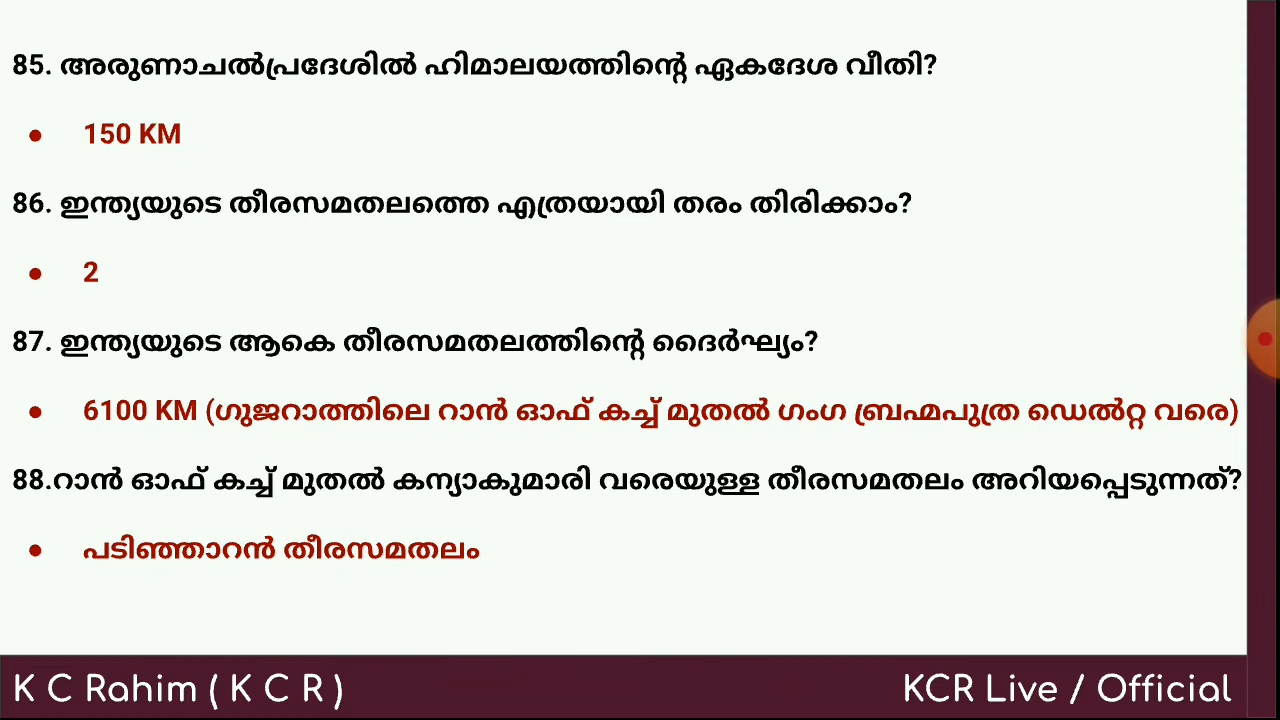 85. അരുണാചൽപ്രദേശിൽ ഹിമാലയത്തിന്റെ ഏകദേശ വീതി?
● 150 KM
86. ഇന്ത്യയുടെ തീരസമതലത്തെ എത്രയായി തരം തിരിക്കാം?
● 2
87. ഇന്ത്യയുടെ ആകെ തീരസമതലത്തിന്റെ ദൈർഘ്യം?
● 6100 KM (ഗുജറാത്തിലെ റാൻ ഓഫ് കച്ച് മുതൽ ഗംഗ ബ്രഹ്മപുത്ര ഡെൽറ്റ വരെ)
88.റാൻ ഓഫ് കച്ച് മുതൽ കന്യാകുമാരി വരെയുള്ള തീരസമതലം അറിയപ്പെടുന്നത്?
● പടിഞ്ഞാറൻ തീരസമതലം
K C Rahim ( K C R )
KCR Live / Official